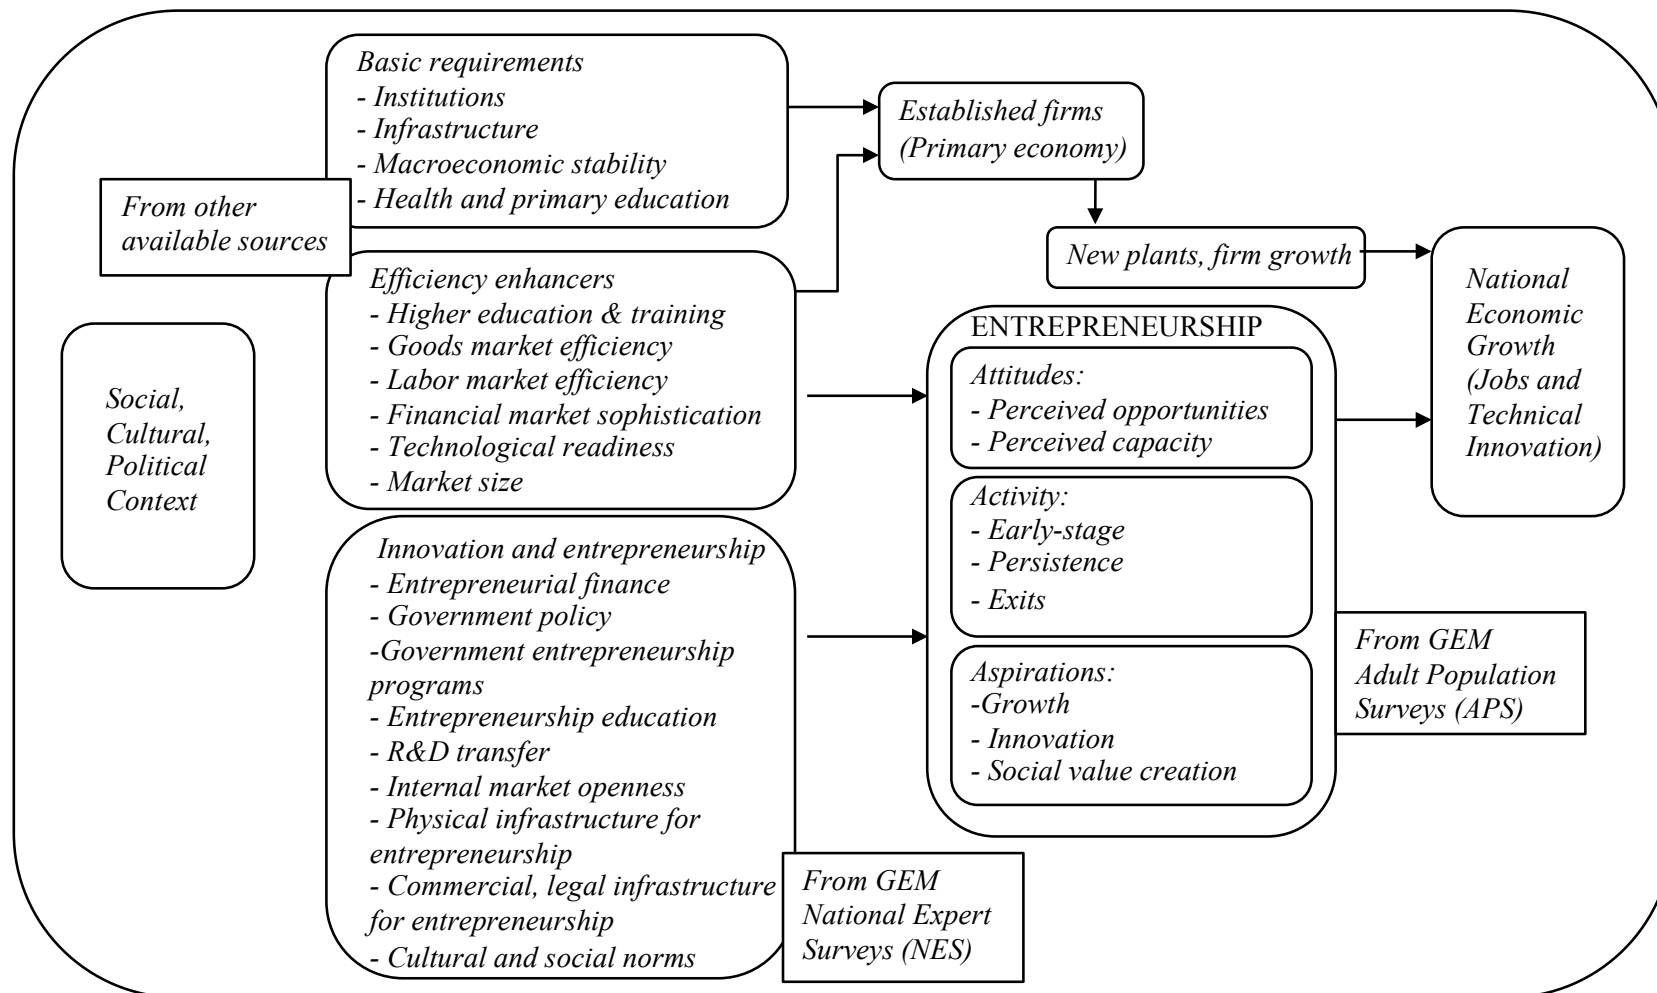 Basic requirements
- Institutions
- Infrastructure
- Macroeconomic stability
- Health and primary education
From other
available sources
Efficiency enhancers
- Higher education & training
- Goods market efficiency
- Labor market efficiency
- Financial market sophistication
- Technological readiness
- Market size
Social,
Cultural,
Political
Context
Innovation and entrepreneurship
- Entrepreneurial finance
- Government policy
-Government entrepreneurship
programs
- Entrepreneurship education
- R&D transfer
- Internal market openness
- Physical infrastructure for
entrepreneurship
- Commercial, legal infrastructure
for entrepreneurship
- Cultural and social norms
From GEM
National Expert
Surveys (NES)
Established firms
(Primary economy)
New plants, firm growth
ENTREPRENEURSHIP
Attitudes:
- Perceived opportunities
- Perceived capacity
Activity:
- Early-stage
- Persistence
- Exits
Aspirations:
-Growth
- Innovation
- Social value creation
From GEM
Adult Population
Surveys (APS)
National
Economic
Growth
(Jobs and
Technical
Innovation)